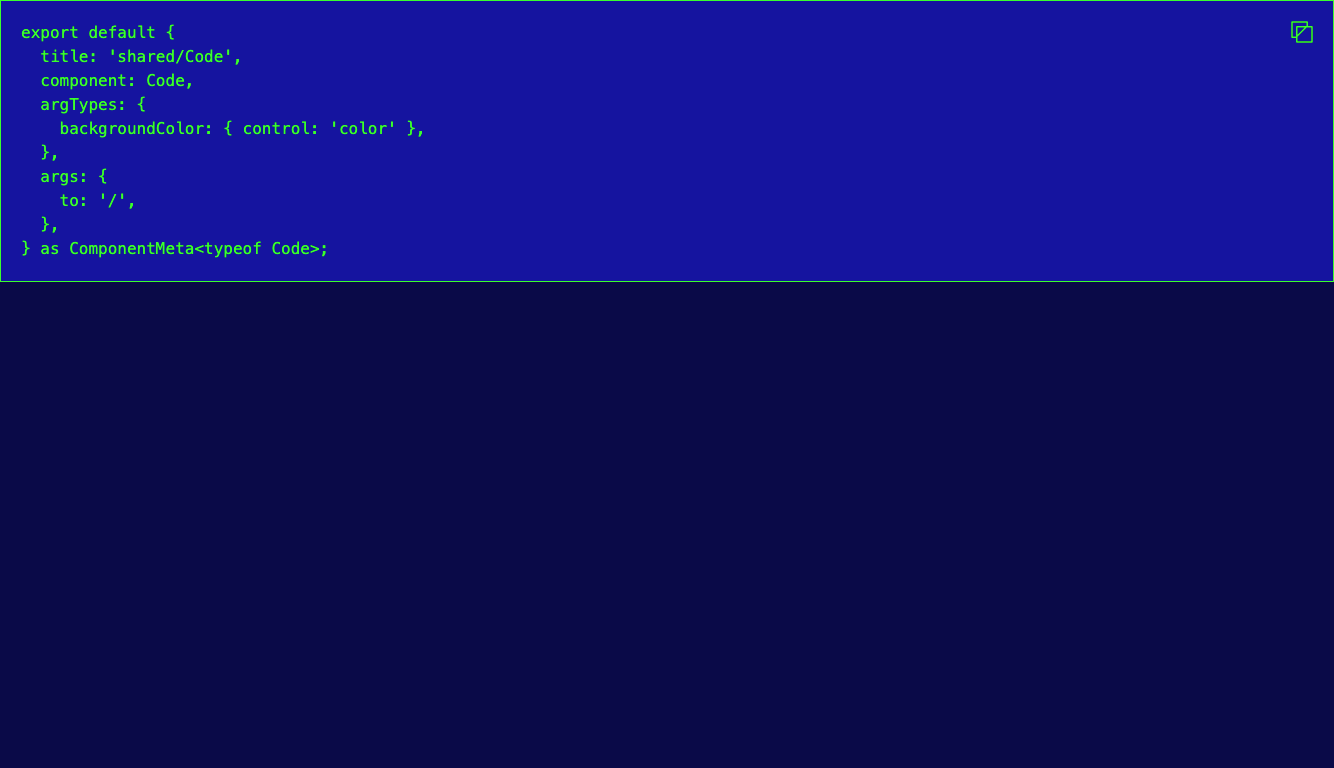 export default {
  title: 'shared/Code',
  component: Code,
  argTypes: {
    backgroundColor: { control: 'color' },
  },
  args: {
    to: '/',
  },
} as ComponentMeta<typeof Code>;